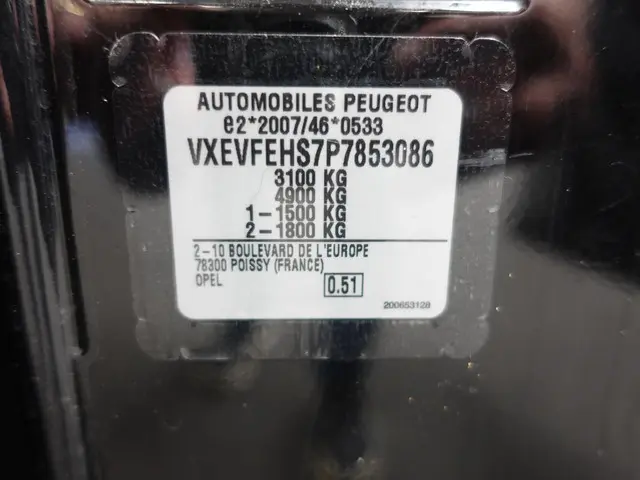 AUTOMOBILES PEUGEOT
e2*2007/46*0533
VXEVFEHS7P7853086
3100 KG
4900 KG
1-1500 KG
2-1800 KG
2-10 BOULEVARD DE L'EUROPE
78300 POISSY (FRANCE)
OPEL 0.51
200653128